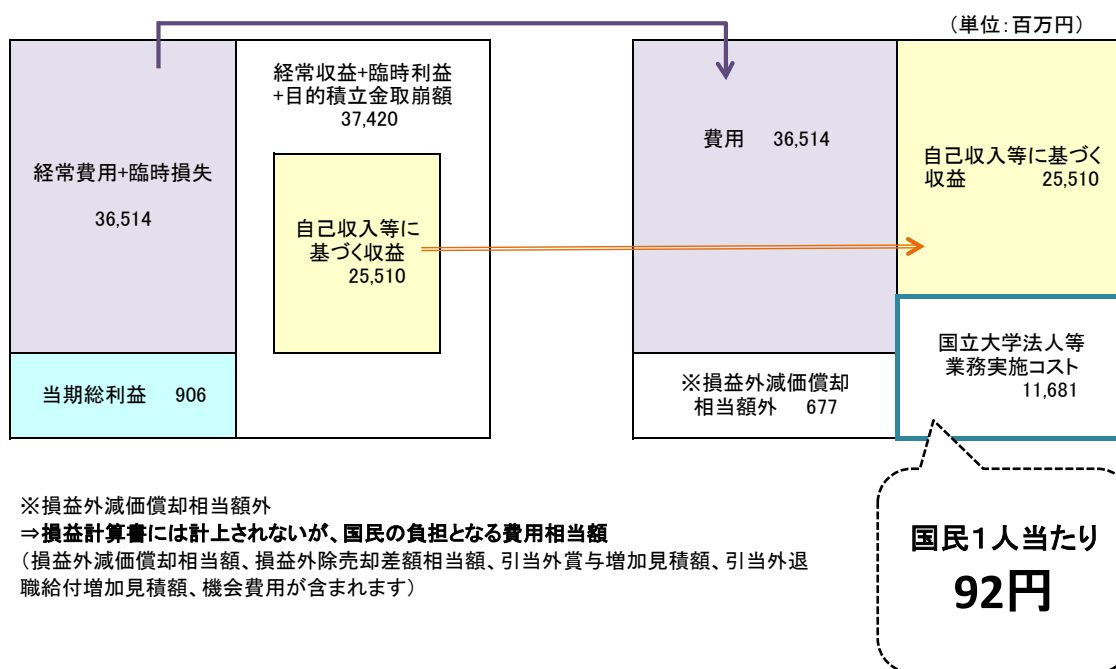 （単位：百万円）
経常費用+臨時損失
36,514
当期総利益　906
経常収益+臨時利益
+目的積立金取崩額
37,420
自己収入等に
基づく収益
25,510
費用　36,514
※損益外減価償却
相当額外　677
自己収入等に基づく
収益　25,510
国立大学法人等
業務実施コスト
11,681
国民１人当たり
92円
※損益外減価償却相当額外
⇒損益計算書には計上されないが、国民の負担となる費用相当額
（損益外減価償却相当額、損益外除売却差額相当額、引当外賞与増加見積額、引当外退
職給付増加見積額、機会費用が含まれます）